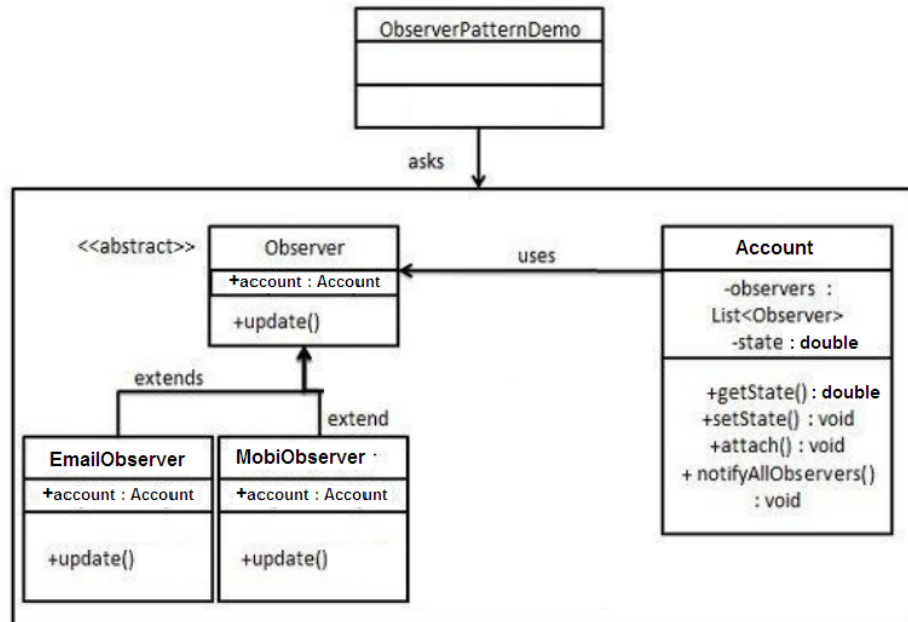 ObserverPatternDemo
asks
<<abstract>>
Observer
+account : Account
+update()
uses
Account
-observers :
List<Observer>
-state : double
+getState() : double
+setState() : void
+attach() : void
+ notifyAllObservers()
: void
extends
extend
EmailObserver
+account : Account
+update()
MobiObserver
+account : Account
+update()